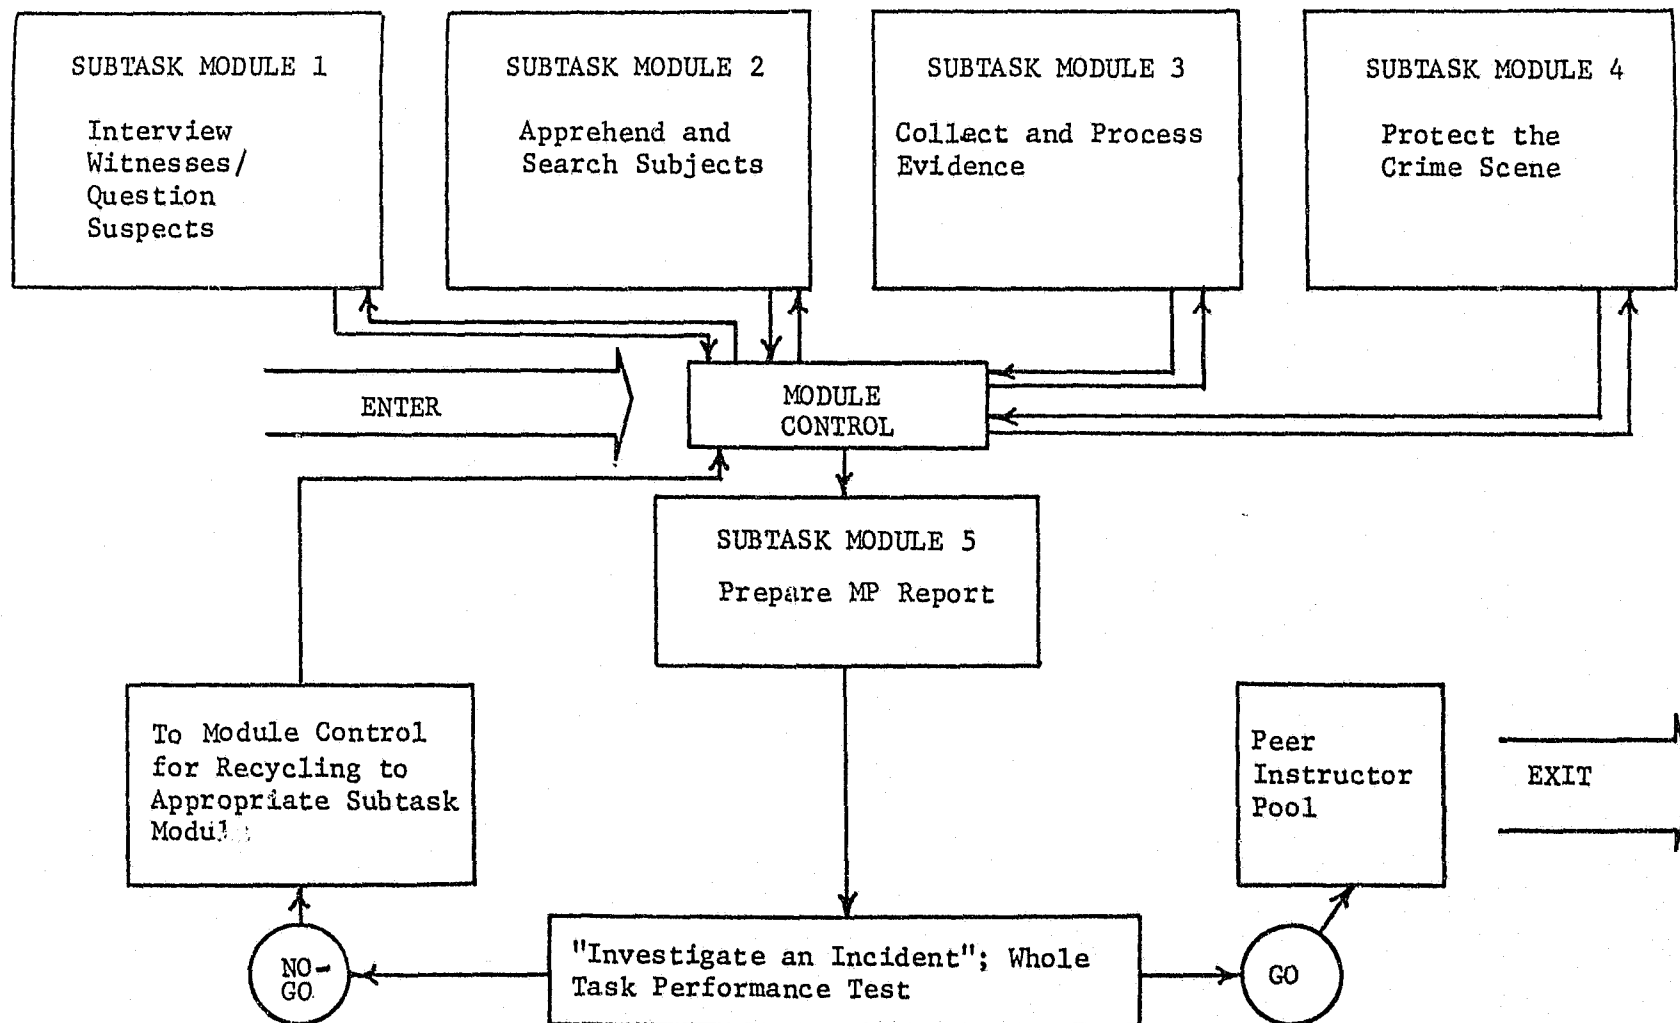 SUBTASK MODULE 1
Interview
Witnesses/
Question
Suspects
SUBTASK MODULE 2
Apprehend and
Search Subjects
SUBTASK MODULE 3
Collect and Process
Evidence
SUBTASK MODULE 4
Protect the
Crime Scene
ENTER
MODULE
CONTROL
SUBTASK MODULE 5
Prepare MP Report
To Module Control
for Recycling to
Appropriate Subtask
Peer
Instructor
Pool
EXIT
NO-
GO
"Investigate an Incident"; Whole
Task Performance Test
GO